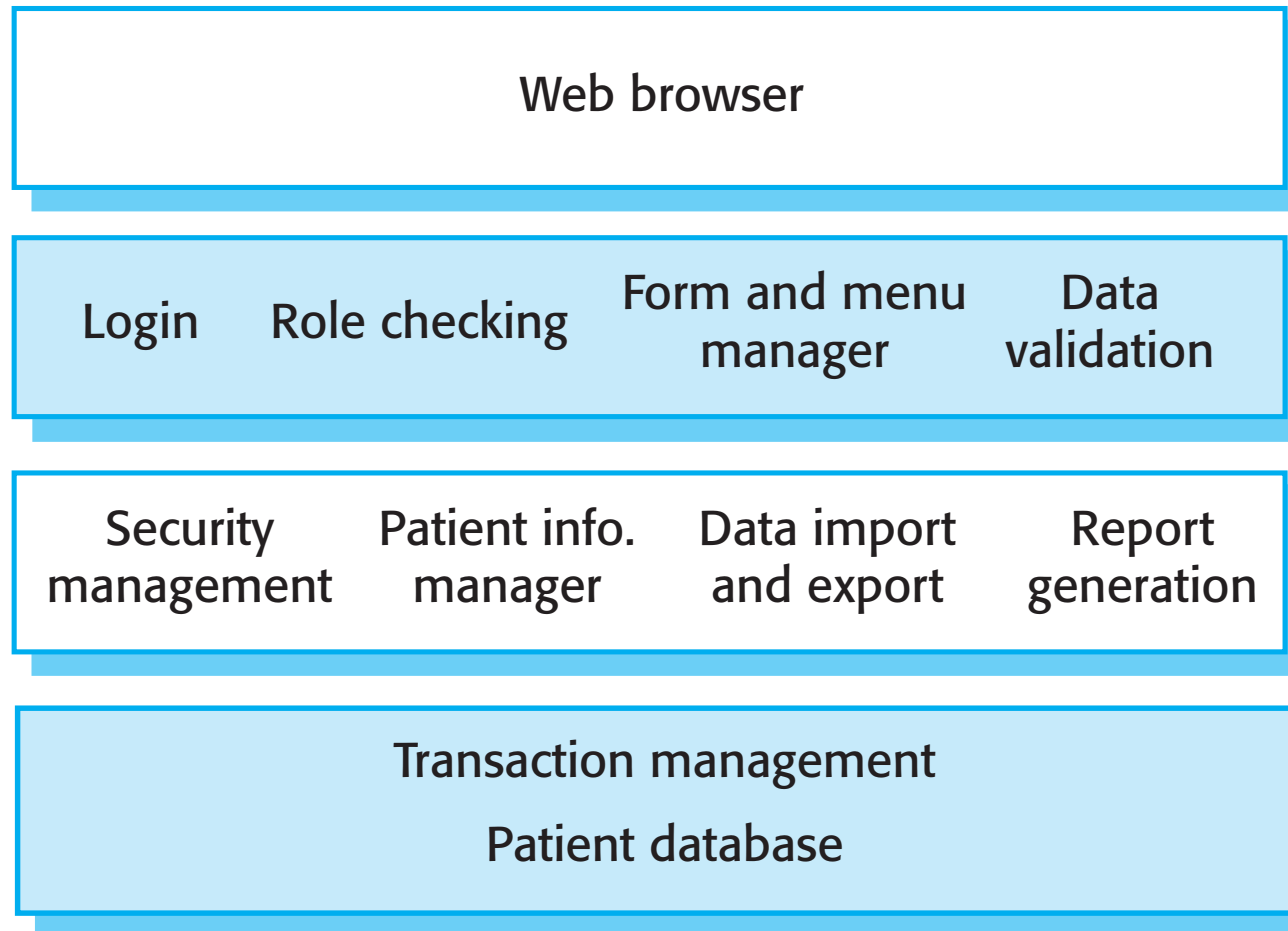 Web browser
Login
Role checking
Form and menu
manager
Data
validation
Security
management
Patient info.
manager
Data import
and export
Report
generation
Transaction management
Patient database